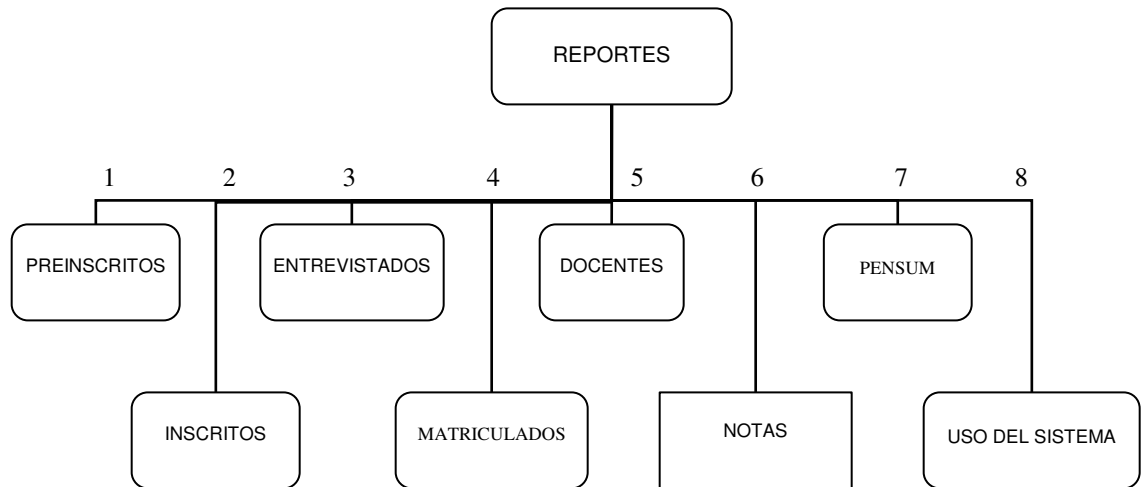 REPORTES
1 2 3 4 5 6 7 8
PREINSCRITOS ENTREVISTADOS DOCENTES PENSUM
INSCRITOS MATRICULADOS NOTAS USO DEL SISTEMA